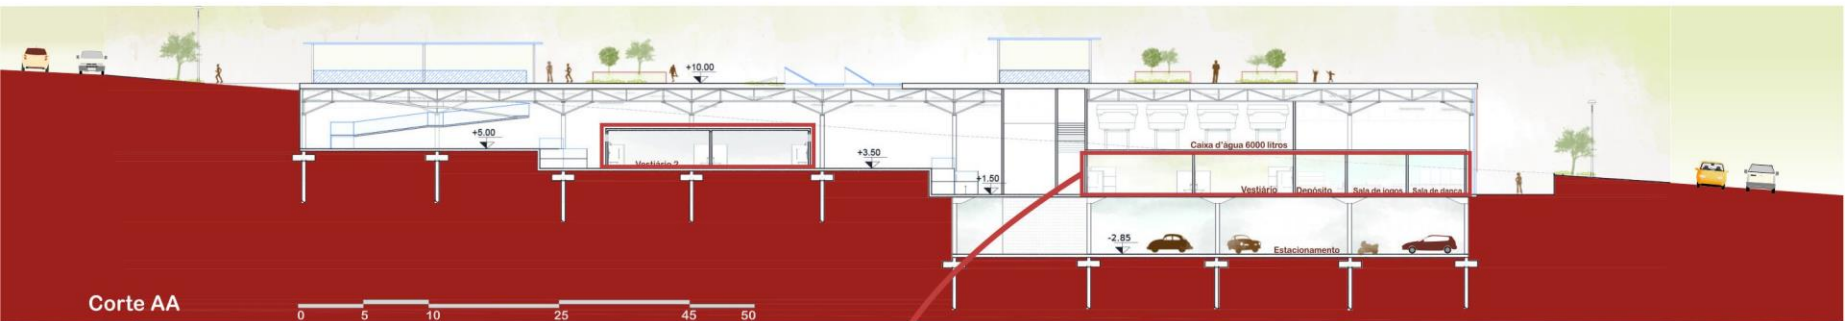 +10.00
+5.00
Caixa d'água 6000 litros
+3.50
Vestiário 2
+1.50
Vestiário
Depósito
Sala de jogos
Sala de dança
-2.85
Estacionamento
Corte AA
0 5 10 25 45 50